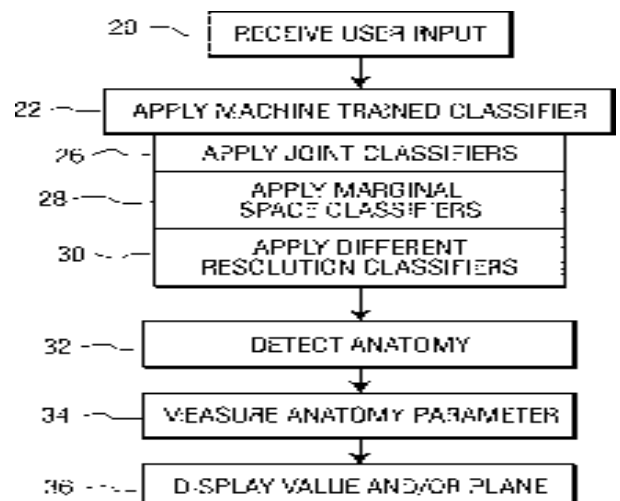 20 RECEIVE USER INPUT
22 APPLY MACHINE TRAINED CLASSIFIER
26 APPLY JOINT CLASSIFIERS
28 APPLY MARGINAL
SPACE CLASSIFIERS
30 APPLY DIFFERENT
RESOLUTION CLASSIFIERS
32 DETECT ANATOMY
34 MEASURE ANATOMY PARAMETER
36 DISPLAY VALUE AND/OR PLANE